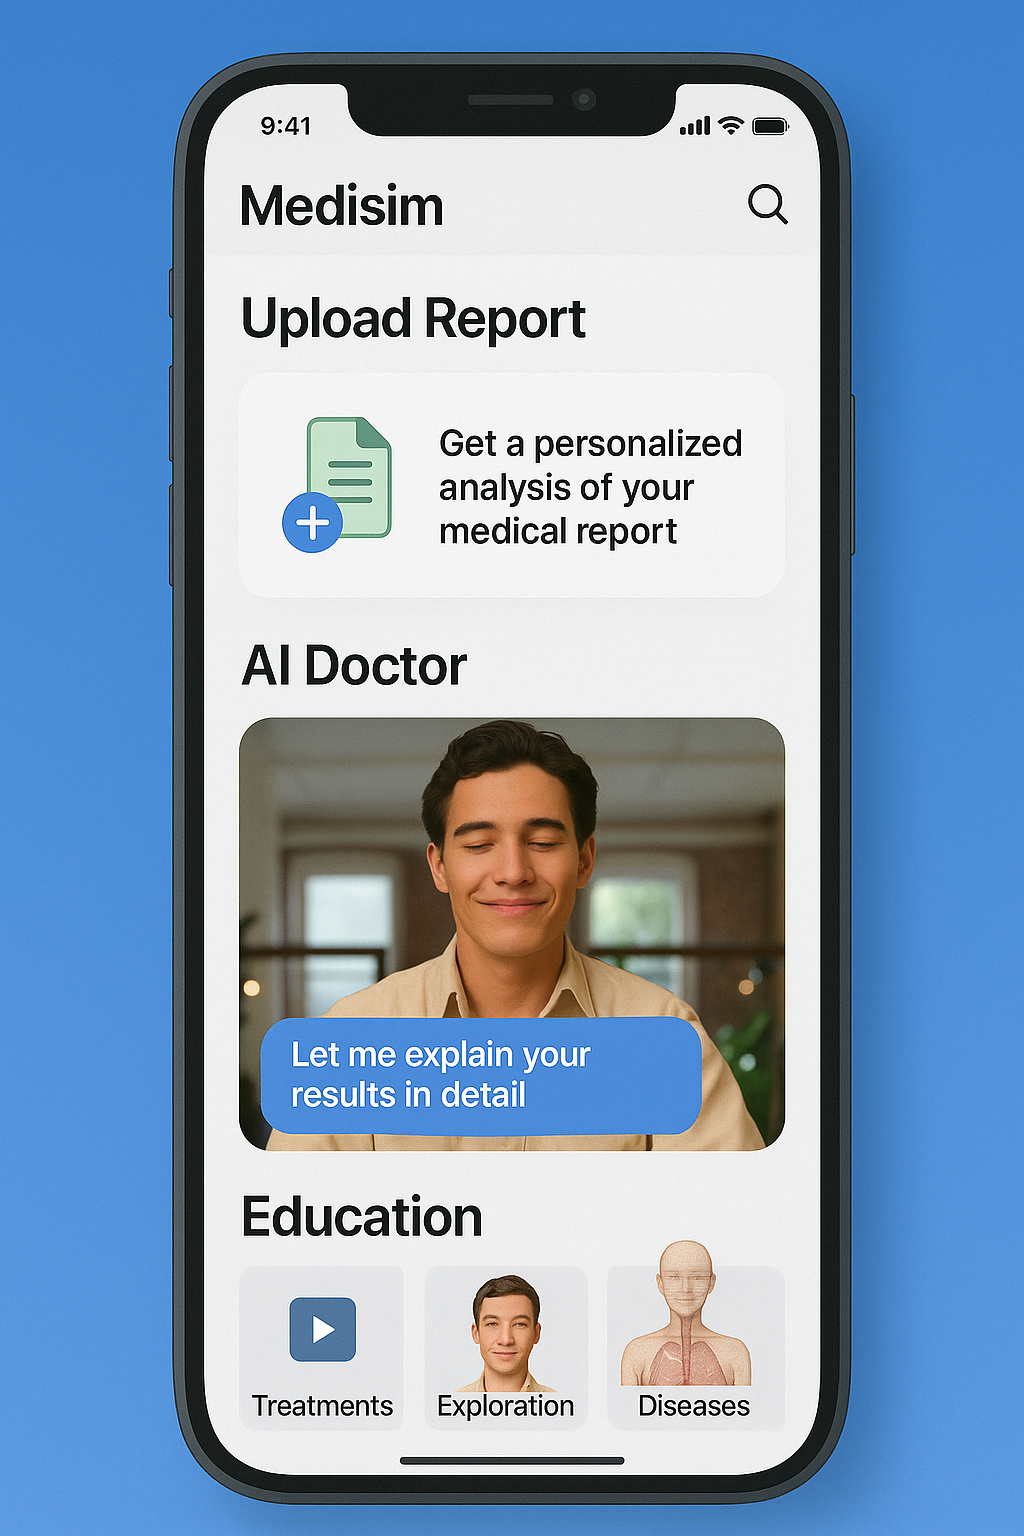 9:41
Medisim
Upload Report
Get a personalized
analysis of your
medical report
AI Doctor
Let me explain your
results in detail
Education
Treatments
Exploration
Diseases